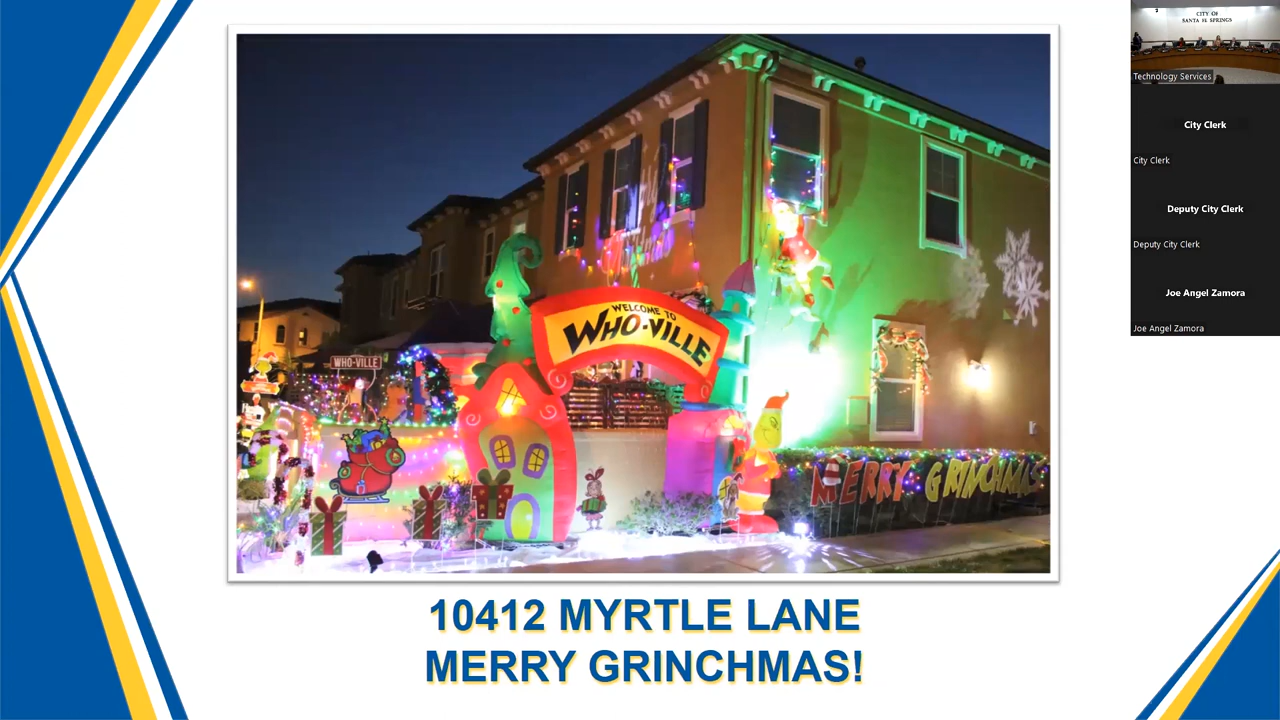 WELCOME TO
WHO-VILLE
WHO-VILLE
MERRY GRINCHMAS
10412 MYRTLE LANE
MERRY GRINCHMAS!
CITY OF
SANTA FE SPRINGS
Technology Services
City Clerk
City Clerk
Deputy City Clerk
Deputy City Clerk
Joe Angel Zamora
Joe Angel Zamora